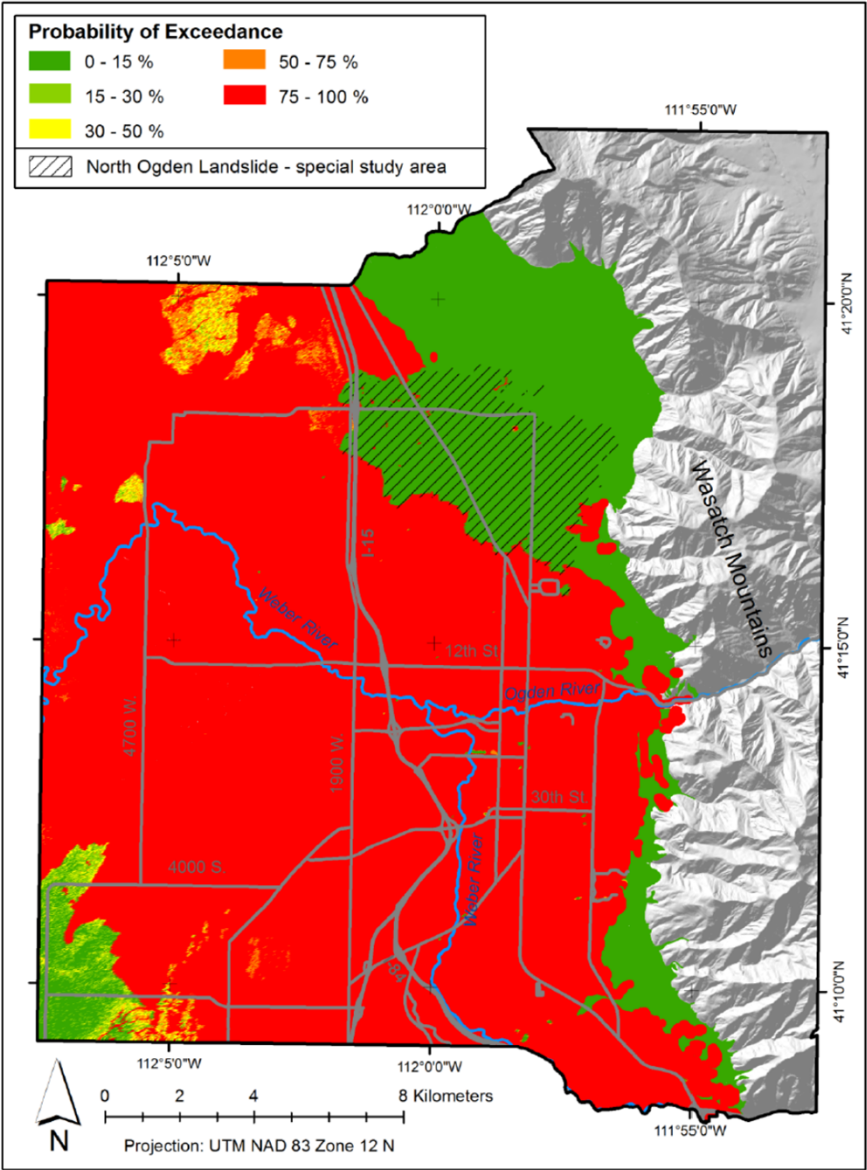 Probability of Exceedance
0 - 15 %
50 - 75 %
15 - 30 %
75 - 100 %
30 - 50 %
North Ogden Landslide - special study area
111°55'0"W
112°0'0"W
112°5'0"W
41°20'0"N
Wasatch Mountains
I-15
Weber River
12th St.
41°15'0"N
Ogden River
4700 W.
1900 W.
30th St.
4000 S.
Weber River
I-84
41°10'0"N
112°5'0"W
112°0'0"W
111°55'0"W
0 2 4 8 Kilometers
N
Projection: UTM NAD 83 Zone 12 N